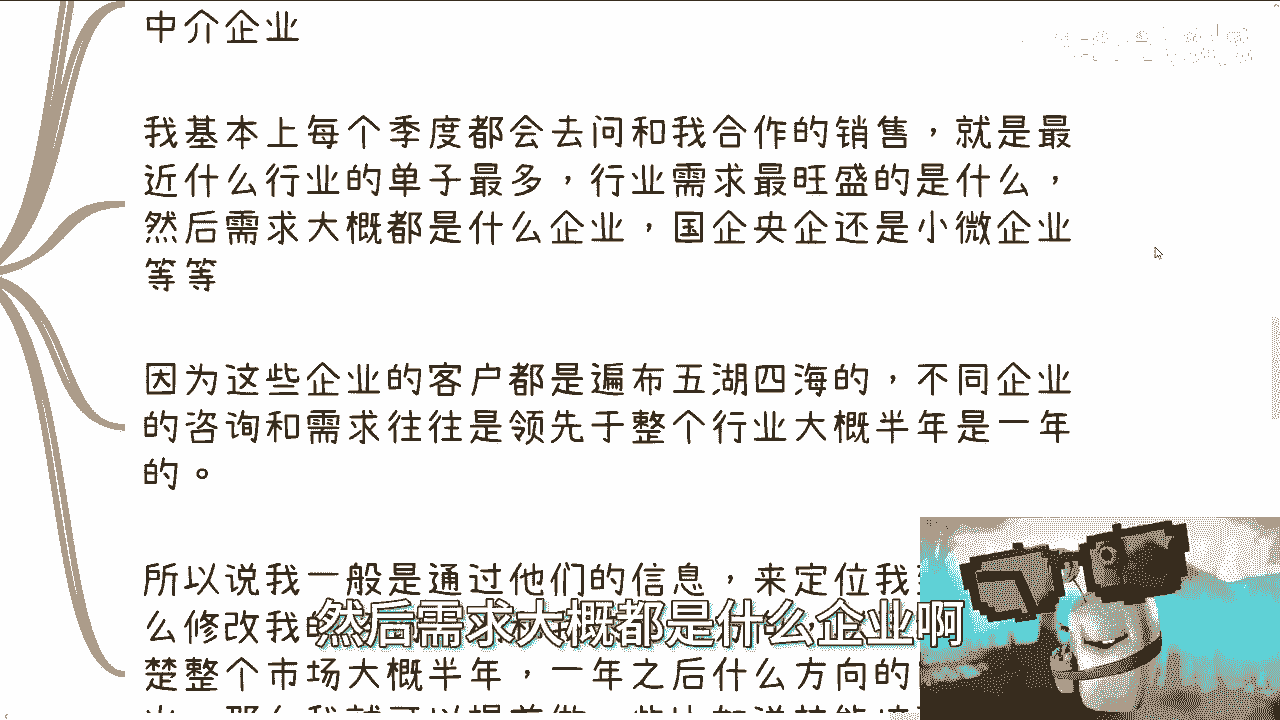 中介企业
我基本上每个季度都会去问和我合作的销售，就是最
近什么行业的单子最多，行业需求最旺盛的是什么，
然后需求大概都是什么企业，国企央企还是小微企业
等等
因为这些企业的客户都是遍布五湖四海的，不同企业
的咨询和需求往往是领先于整个行业大概半年是一年
的。
所以说我一般是通过他们的信息，来定位我
么修改我的
然后需求大概都是什么企业啊
楚整个市场大概半年，一年之后什么方向的